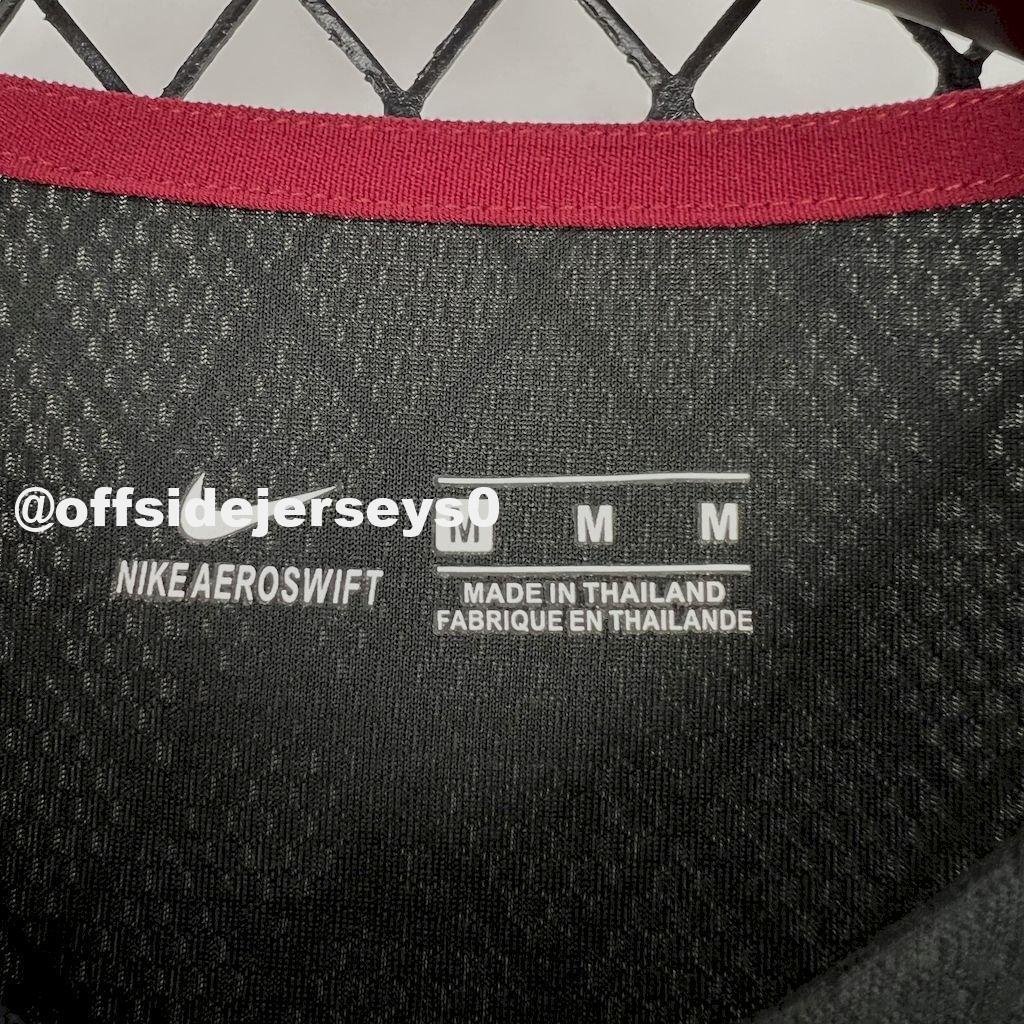 @offsidejerseys0
M M M
NIKE AEROSWIFT
MADE IN THAILAND
FABRIQUE EN THAILANDE